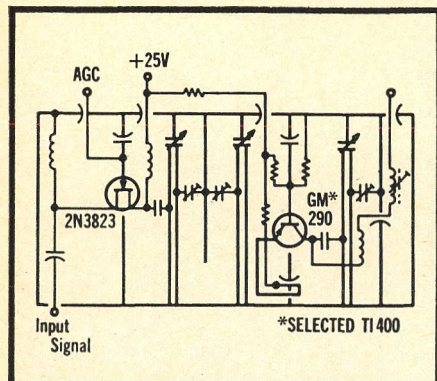 +25V
AGC
2N3823
GM*
290
Input
Signal
*SELECTED TI400